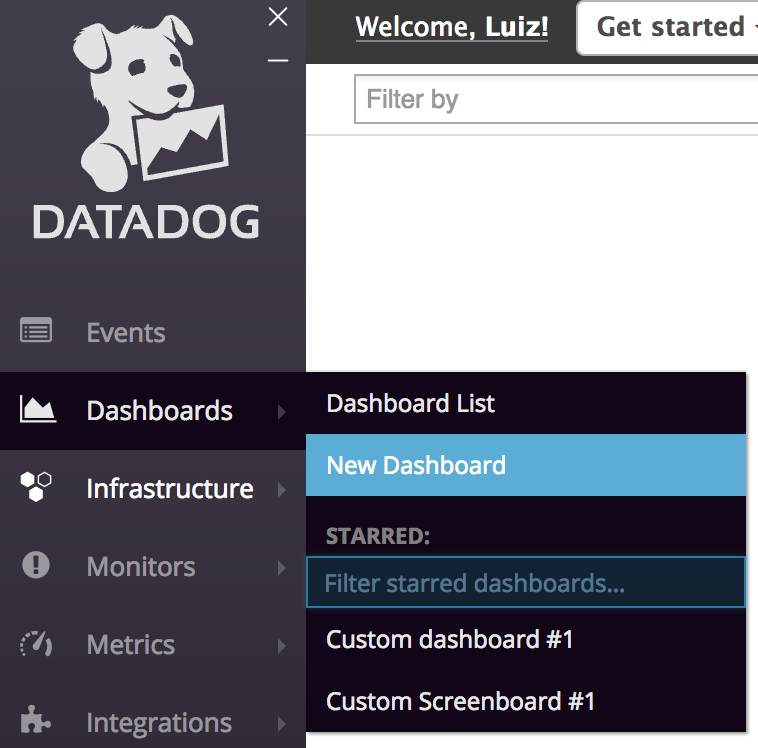 Welcome, Luiz!
Get started
Filter by
DATADOG
Events
Dashboards
Infrastructure
Monitors
Metrics
Integrations
Dashboard List
New Dashboard
STARRED:
Filter starred dashboards...
Custom dashboard #1
Custom Screenboard #1